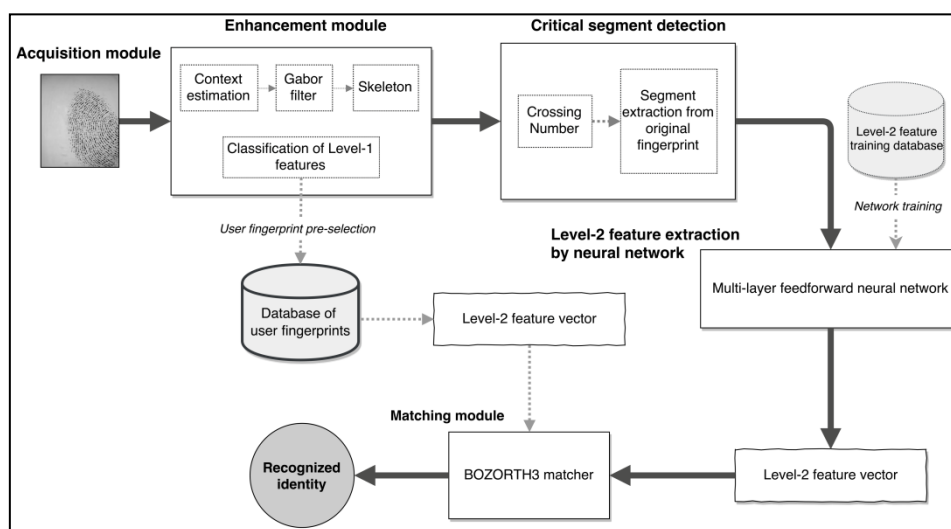 Enhancement module
Critical segment detection
Acquisition module
Context
estimation
Gabor
filter
Skeleton
Classification of Level-1
features
Crossing
Number
Segment
extraction from
original
fingerprint
Level-2 feature
training database
User fingerprint pre-selection
Network training
Level-2 feature extraction
by neural network
Multi-layer feedforward neural network
Database of
user fingerprints
Level-2 feature vector
Matching module
BOZORTH3 matcher
Level-2 feature vector
Recognized
identity